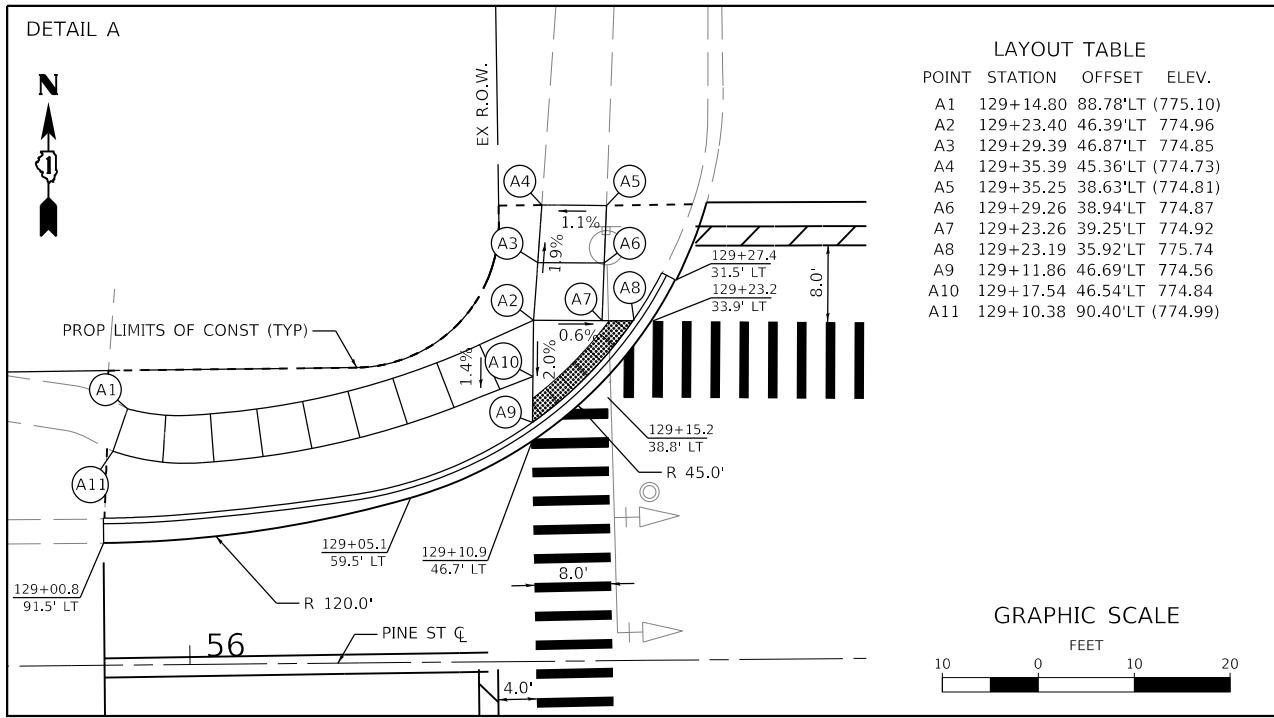 DETAIL A
N
1
EX R.O.W.
A4
A5
1.1%
A3
1.9%
A6
A2
A7
A8
0.6%
129+27.4
31.5' LT
129+23.2
33.9' LT
8.0'
PROP LIMITS OF CONST (TYP)
1.4%
A10
2.0%
A1
A9
129+15.2
38.8' LT
R 45.0'
A11
129+05.1
59.5' LT
129+10.9
46.7' LT
8.0'
129+00.8
91.5' LT
R 120.0'
56
PINE ST ℄
4.0'
LAYOUT TABLE
POINT STATION OFFSET ELEV.
A1 129+14.80 88.78'LT (775.10)
A2 129+23.40 46.39'LT 774.96
A3 129+29.39 46.87'LT 774.85
A4 129+35.39 45.36'LT (774.73)
A5 129+35.25 38.63'LT (774.81)
A6 129+29.26 38.94'LT 774.87
A7 129+23.26 39.25'LT 774.92
A8 129+23.19 35.92'LT 775.74
A9 129+11.86 46.69'LT 774.56
A10 129+17.54 46.54'LT 774.84
A11 129+10.38 90.40'LT (774.99)
GRAPHIC SCALE
FEET
10 0 10 20